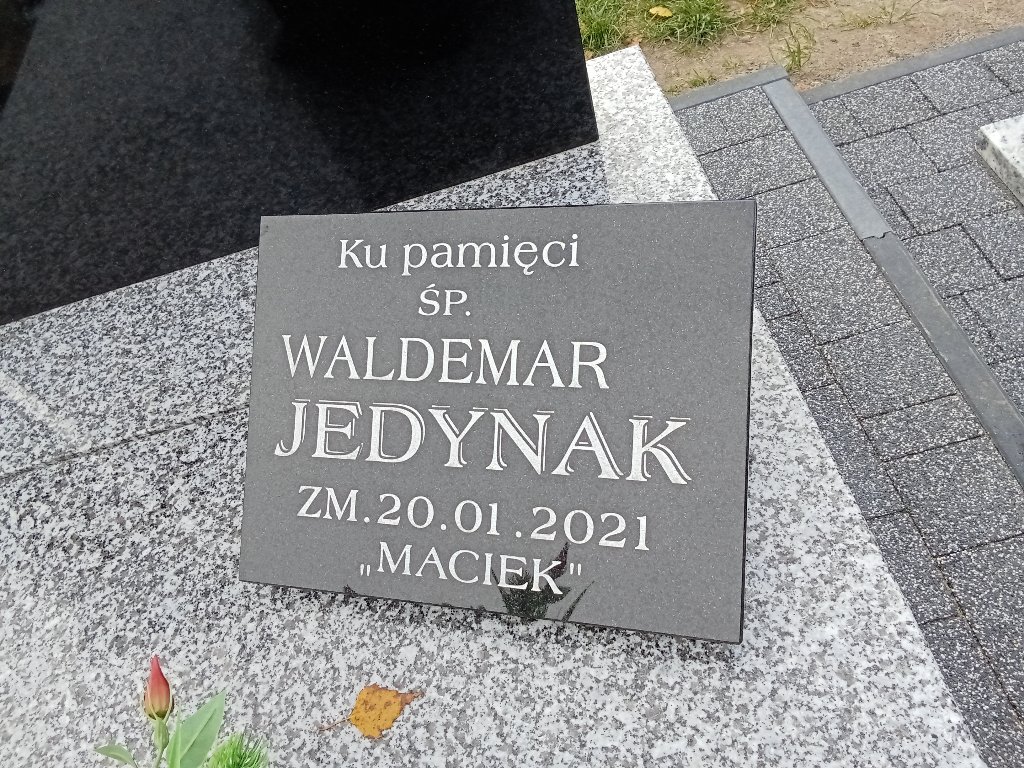 Ku pamięci
ŚP.
WALDEMAR
JEDYNAK
ZM. 20.01.2021
„MACIEK"